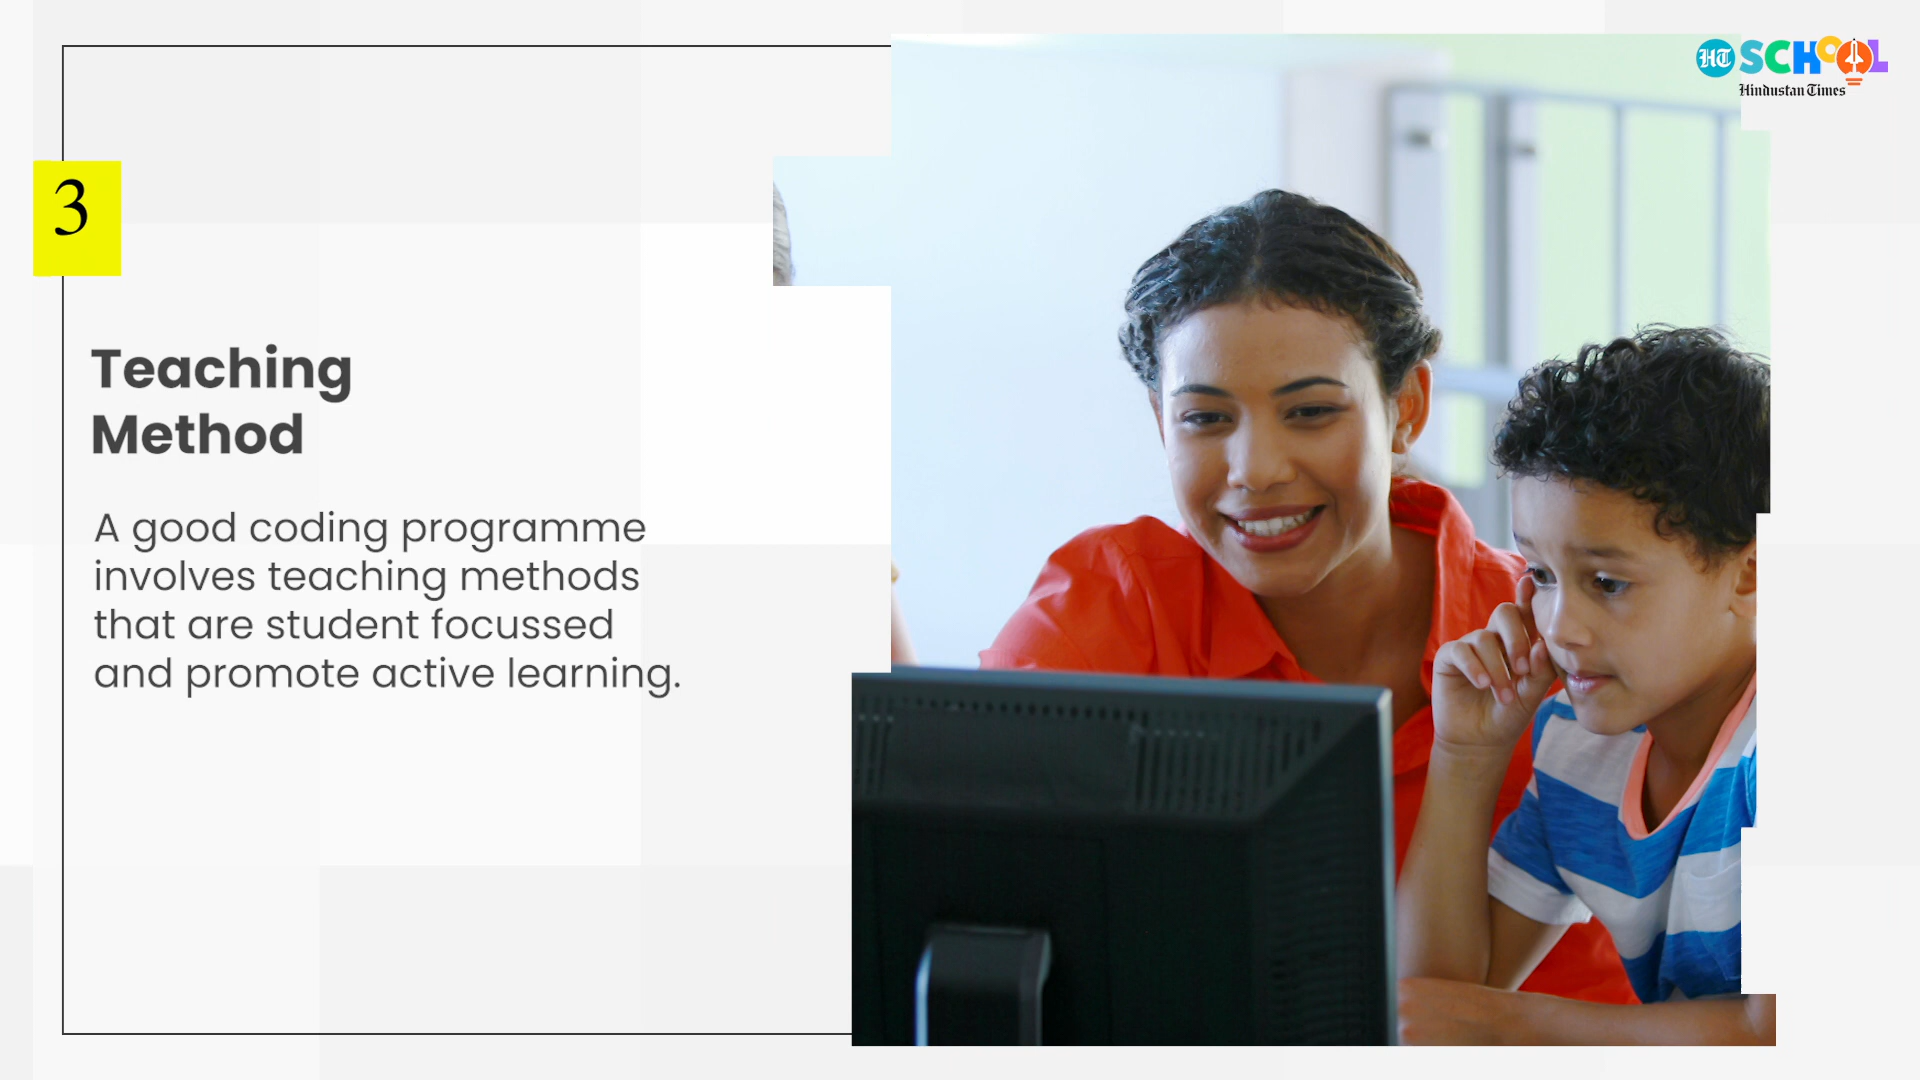 HT SCHOOL
Hindustan Times
3
Teaching
Method
A good coding programme
involves teaching methods
that are student focussed
and promote active learning.